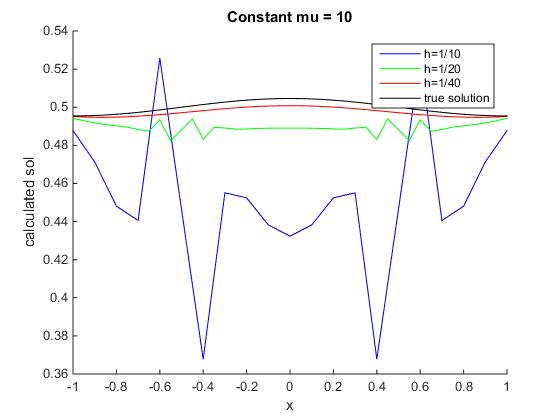 Constant mu = 10
0.54
0.52
0.5
0.48
0.46
0.44
0.42
0.4
0.38
0.36
calculated sol
h=1/10
h=1/20
h=1/40
true solution
-1 -0.8 -0.6 -0.4 -0.2 0 0.2 0.4 0.6 0.8 1
x